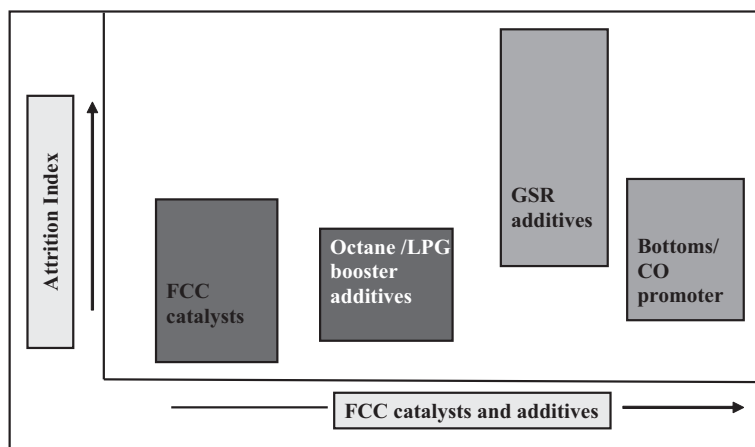 Attrition Index
FCC
catalysts
Octane /LPG
booster
additives
GSR
additives
Bottoms/
CO
promoter
FCC catalysts and additives